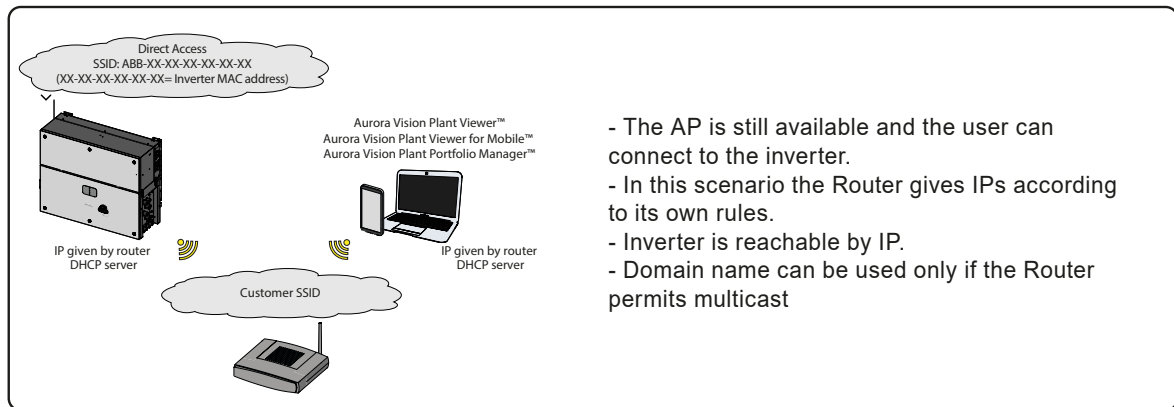 Direct Access
SSID: ABB-XX-XX-XX-XX-XX-XX
(XX-XX-XX-XX-XX-XX= Inverter MAC address)
Aurora Vision Plant Viewer™
Aurora Vision Plant Viewer for Mobile™
Aurora Vision Plant Portfolio Manager™
IP given by router
DHCP server
IP given by router
DHCP server
Customer SSID
- The AP is still available and the user can
connect to the inverter.
- In this scenario the Router gives IPs according
to its own rules.
- Inverter is reachable by IP.
- Domain name can be used only if the Router
permits multicast